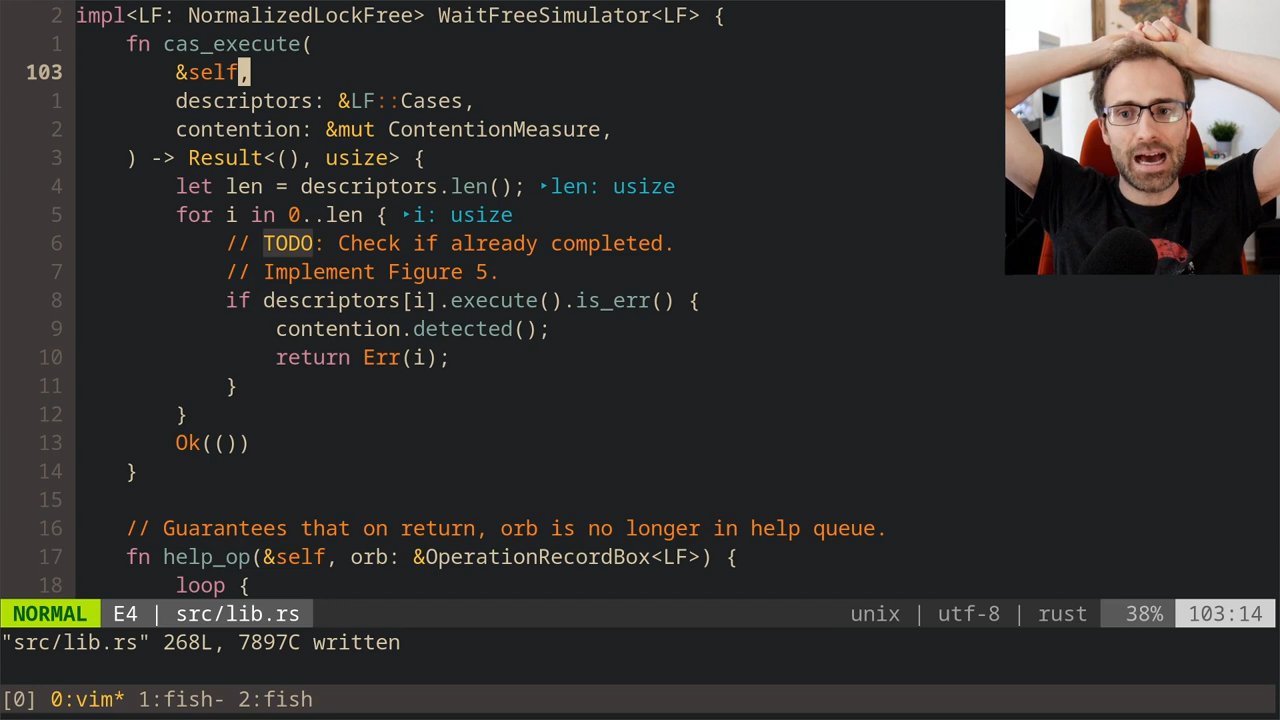 2 impl<LF: NormalizedLockFree> WaitFreeSimulator<LF> {
1 fn cas_execute(
103 &self,
1 descriptors: &LF::Cases,
2 contention: &mut ContentionMeasure,
3 ) -> Result<(), usize> {
4 let len = descriptors.len(); ‣len: usize
5 for i in 0..len { ‣i: usize
6 // TODO: Check if already completed.
7 // Implement Figure 5.
8 if descriptors[i].execute().is_err() {
9 contention.detected();
10 return Err(i);
11 }
12 }
13 Ok(())
14 }
15
16 // Guarantees that on return, orb is no longer in help queue.
17 fn help_op(&self, orb: &OperationRecordBox<LF>) {
18 loop {
NORMAL E4 | src/lib.rs unix | utf-8 | rust 38% 103:14
"src/lib.rs" 268L, 7897C written
[0] 0:vim* 1:fish- 2:fish